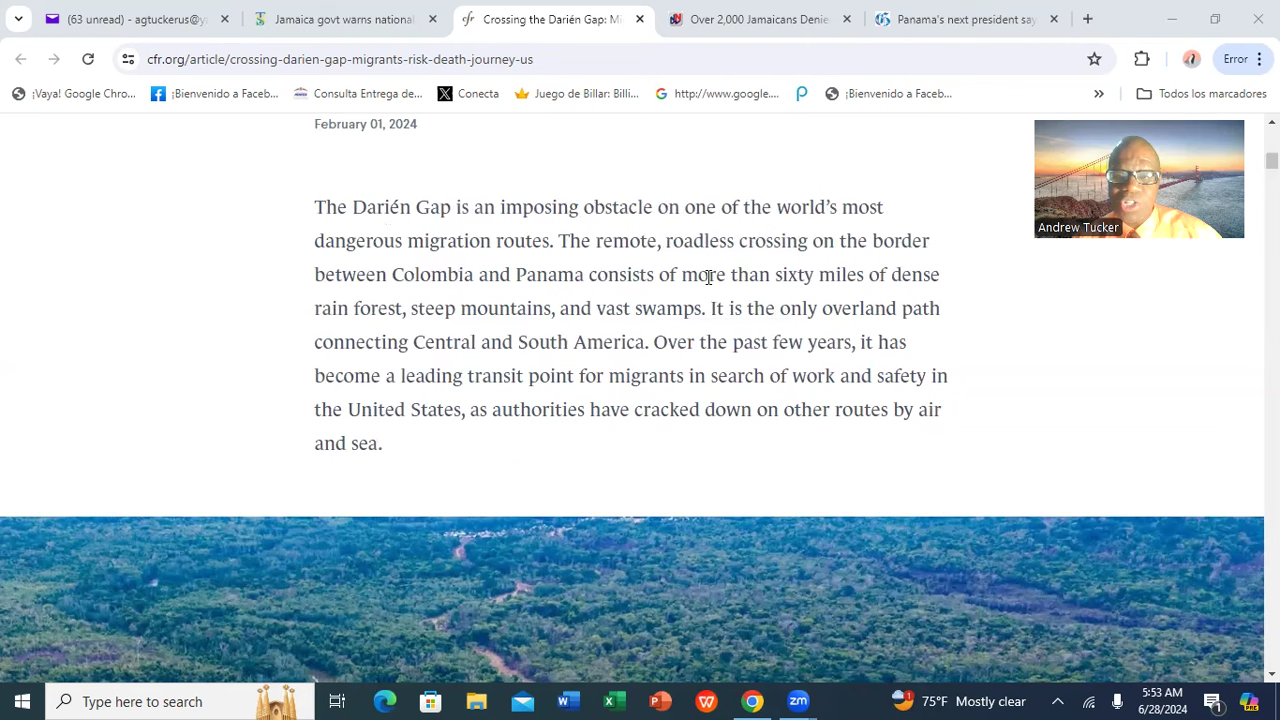 (63 unread) - agtuckerus@y
Jamaica govt warns national
Crossing the Darién Gap: Mi
Over 2,000 Jamaicans Denie
Panama's next president say
cfr.org/article/crossing-darien-gap-migrants-risk-death-journey-us
Error
¡Vaya! Google Chro...
¡Bienvenido a Faceb...
Consulta Entrega de...
Conecta
Juego de Billar: Billi...
http://www.google....
¡Bienvenido a Faceb...
»
Todos los marcadores
February 01, 2024
The Darién Gap is an imposing obstacle on one of the world's most
dangerous migration routes. The remote, roadless crossing on the border
between Colombia and Panama consists of more than sixty miles of dense
rain forest, steep mountains, and vast swamps. It is the only overland path
connecting Central and South America. Over the past few years, it has
become a leading transit point for migrants in search of work and safety in
the United States, as authorities have cracked down on other routes by air
and sea.
Andrew Tucker
Type here to search
75°F Mostly clear
5:53 AM
6/28/2024